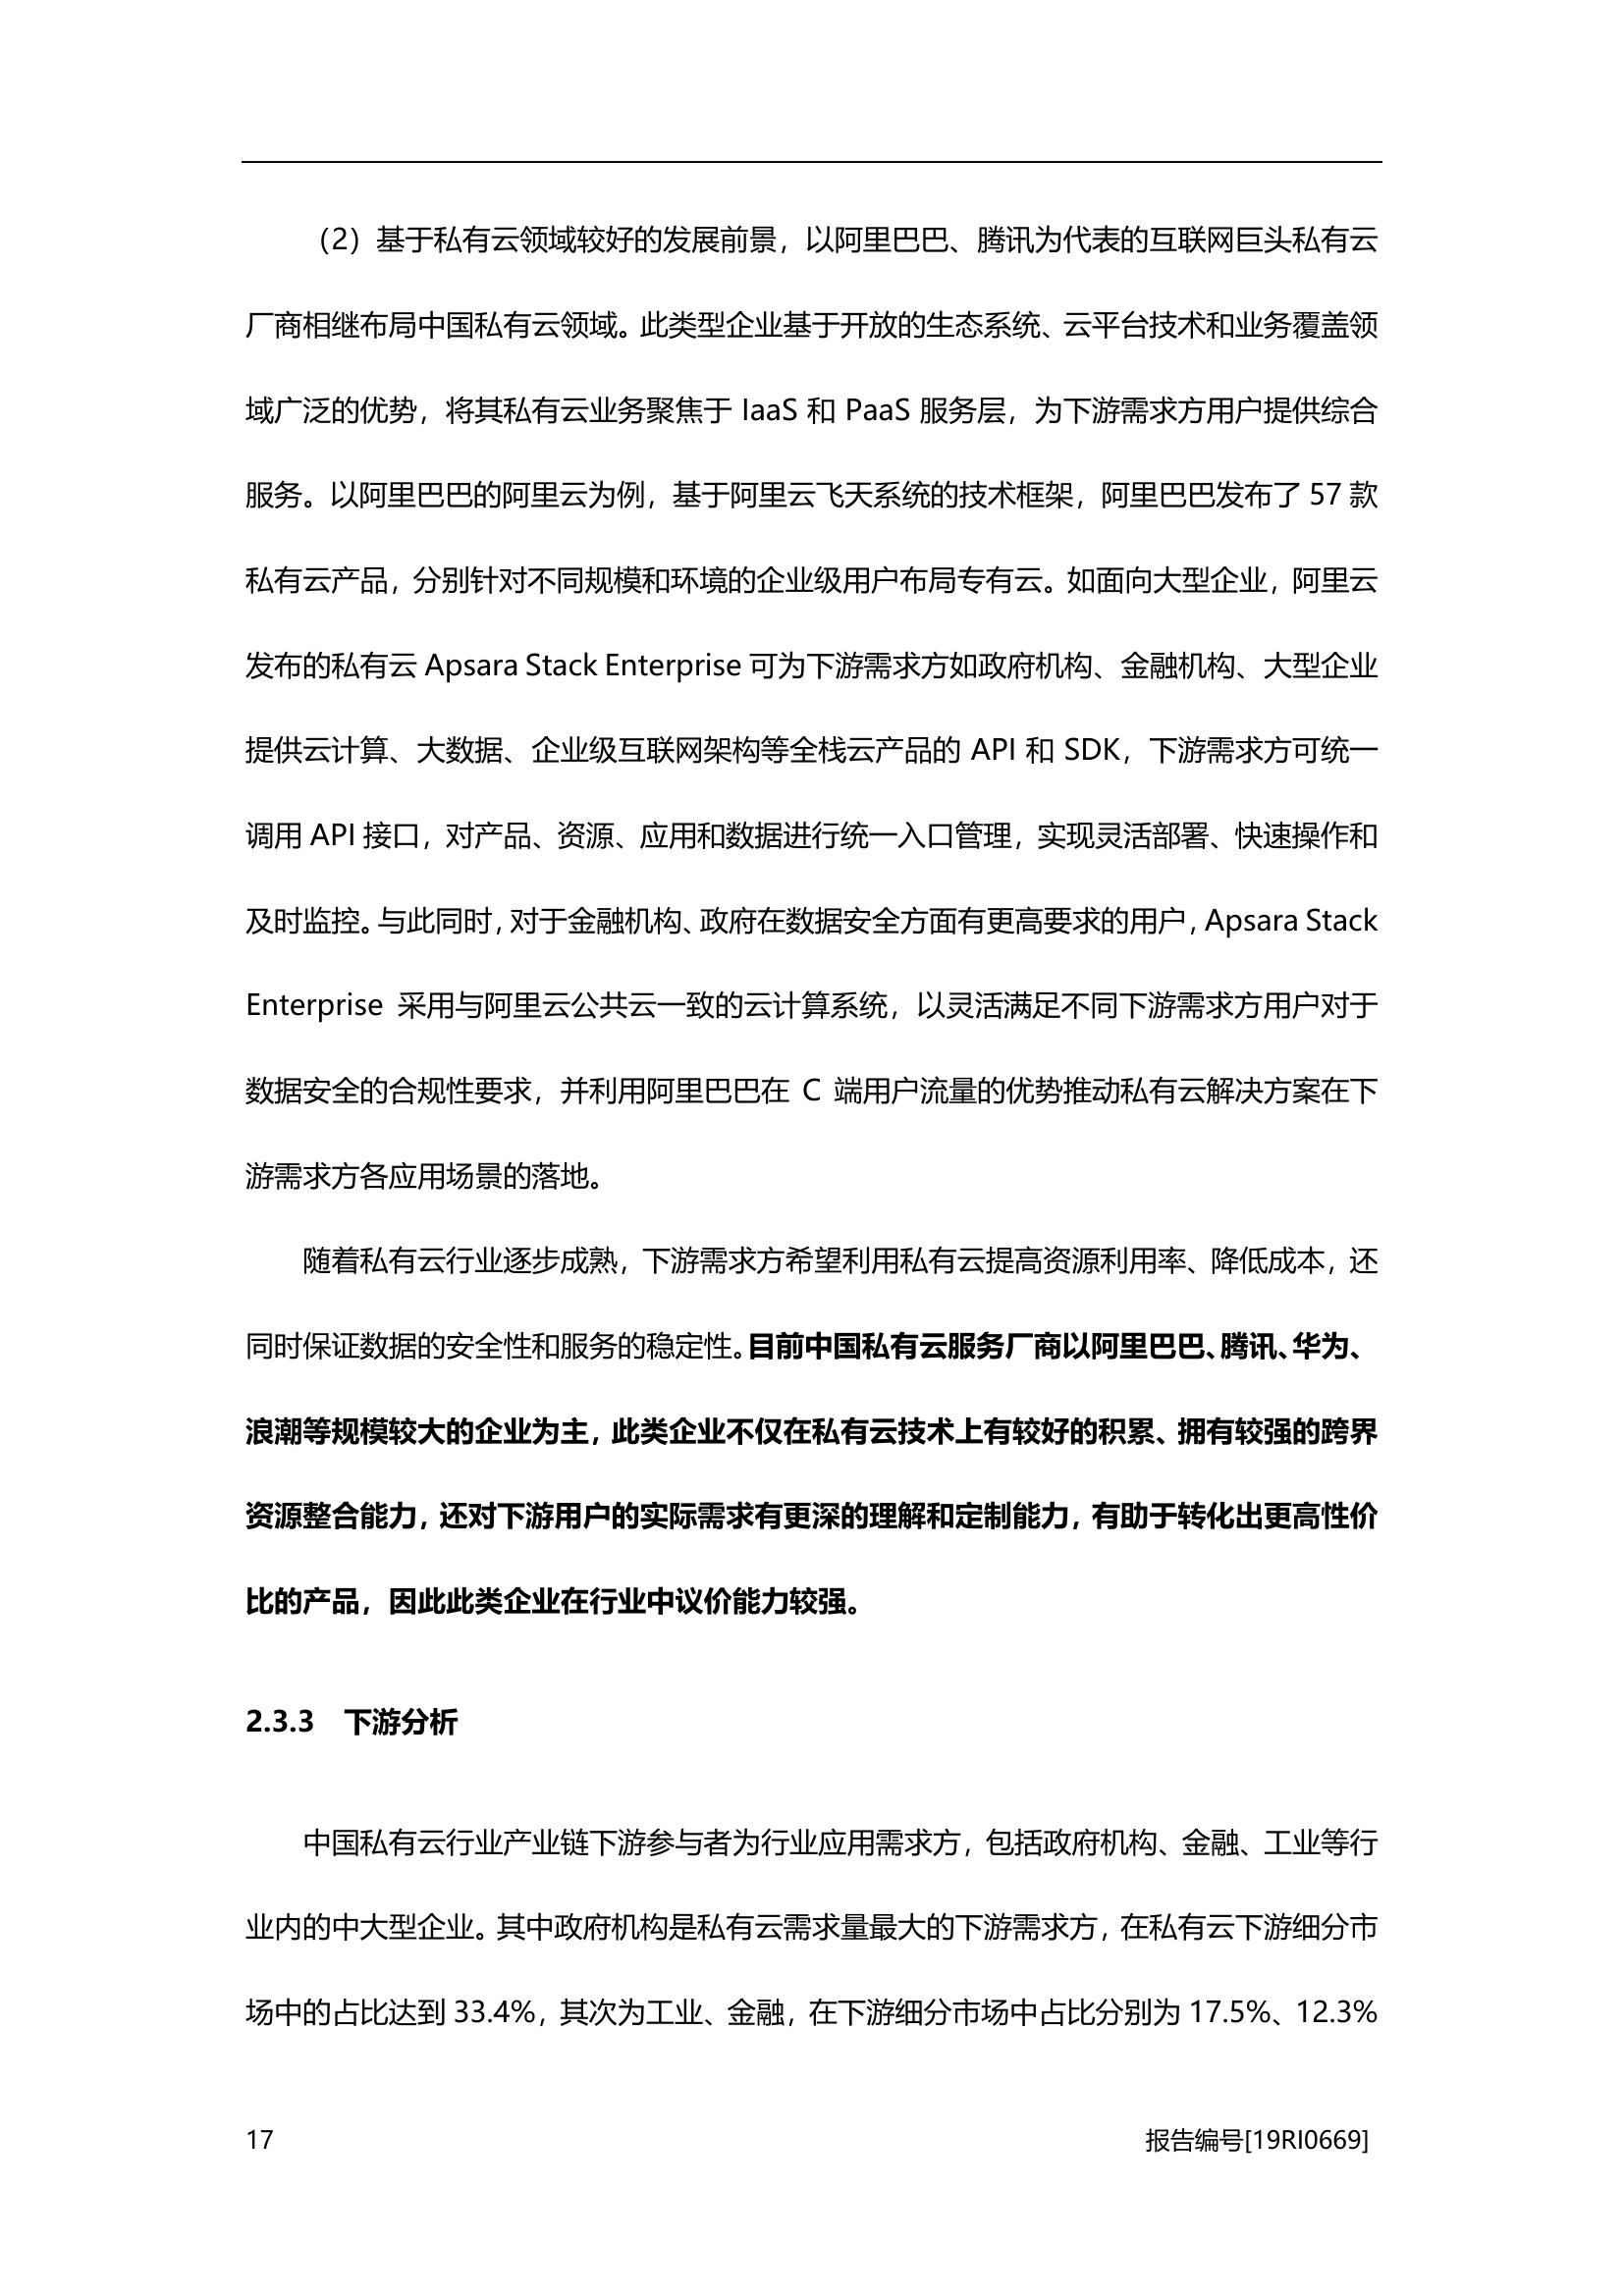 （2）基于私有云领域较好的发展前景，以阿里巴巴、腾讯为代表的互联网巨头私有云
厂商相继布局中国私有云领域。此类型企业基于开放的生态系统、云平台技术和业务覆盖领
域广泛的优势，将其私有云业务聚焦于 IaaS 和 PaaS 服务层，为下游需求方用户提供综合
服务。以阿里巴巴的阿里云为例，基于阿里云飞天系统的技术框架，阿里巴巴发布了 57 款
私有云产品，分别针对不同规模和环境的企业级用户布局专有云。如面向大型企业，阿里云
发布的私有云 Apsara Stack Enterprise 可为下游需求方如政府机构、金融机构、大型企业
提供云计算、大数据、企业级互联网架构等全栈云产品的 API 和 SDK，下游需求方可统一
调用 API 接口，对产品、资源、应用和数据进行统一入口管理，实现灵活部署、快速操作和
及时监控。与此同时，对于金融机构、政府在数据安全方面有更高要求的用户，Apsara Stack
Enterprise 采用与阿里云公共云一致的云计算系统，以灵活满足不同下游需求方用户对于
数据安全的合规性要求，并利用阿里巴巴在 C 端用户流量的优势推动私有云解决方案在下
游需求方各应用场景的落地。
随着私有云行业逐步成熟，下游需求方希望利用私有云提高资源利用率、降低成本，还
同时保证数据的安全性和服务的稳定性。目前中国私有云服务厂商以阿里巴巴、腾讯、华为、
浪潮等规模较大的企业为主，此类企业不仅在私有云技术上有较好的积累、拥有较强的跨界
资源整合能力，还对下游用户的实际需求有更深的理解和定制能力，有助于转化出更高性价
比的产品，因此此类企业在行业中议价能力较强。
2.3.3 下游分析
中国私有云行业产业链下游参与者为行业应用需求方，包括政府机构、金融、工业等行
业内的中大型企业。其中政府机构是私有云需求量最大的下游需求方，在私有云下游细分市
场中的占比达到 33.4%，其次为工业、金融，在下游细分市场中占比分别为 17.5%、12.3%
17 报告编号[19RI0669]